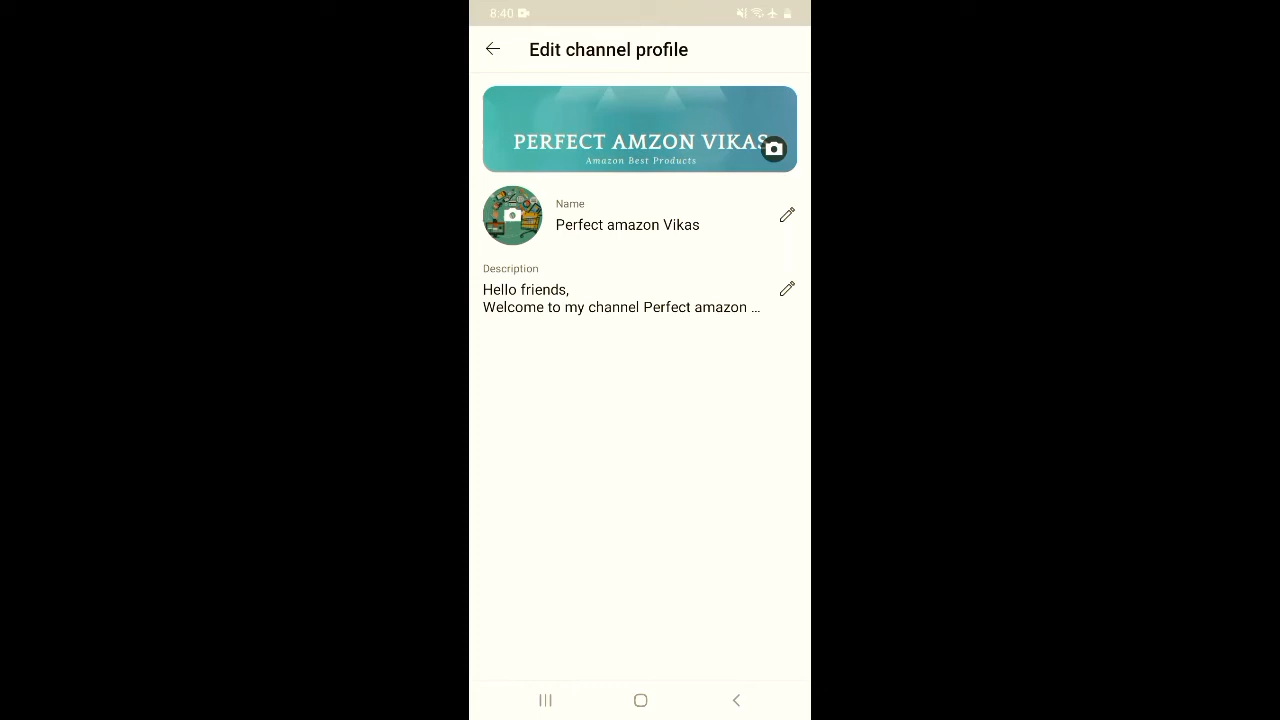 8:40
Edit channel profile
PERFECT AMZON VIKAS
Amazon Best Products
Name
Perfect amazon Vikas
Description
Hello friends,
Welcome to my channel Perfect amazon ...